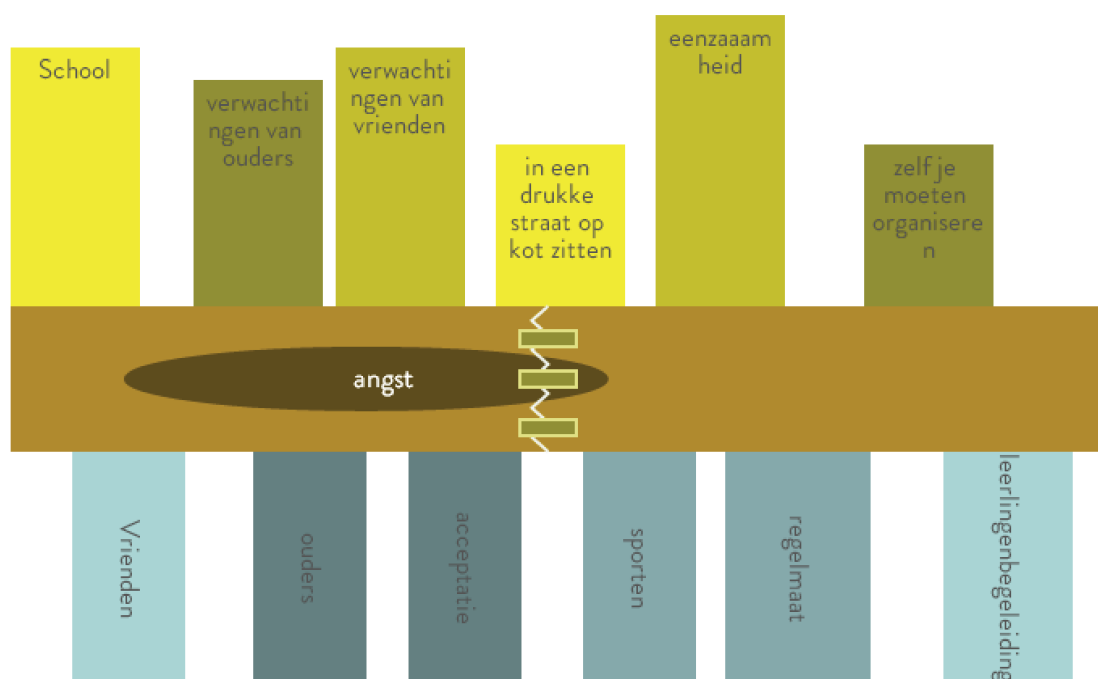 School
verwachti
ngen van
ouders
verwachti
ngen van
vrienden
in een
drukke
straat op
kot zitten
eenzaaam
heid
zelf je
moeten
organisere
n
angst
Vrienden
ouders
acceptatie
sporten
regelmaat
leerlingenbegeleiding